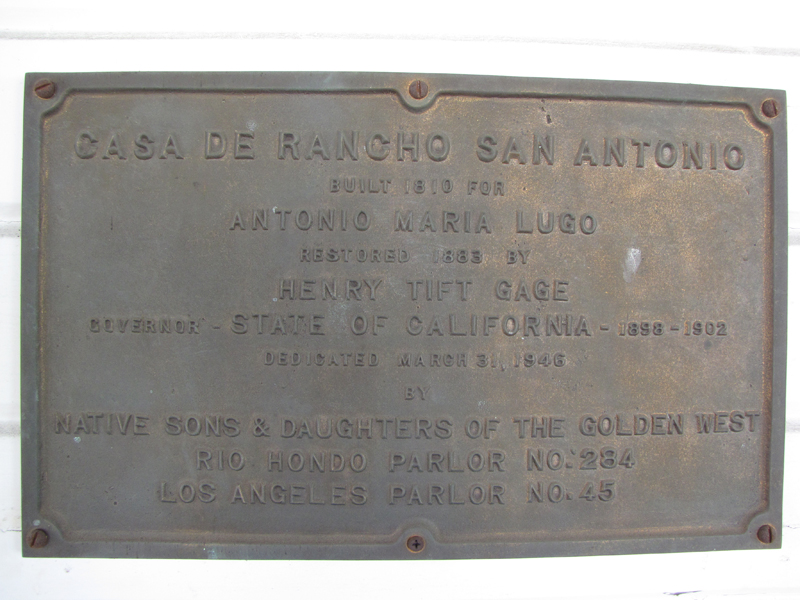 CASA DE RANCHO SAN ANTONIO
BUILT 1810 FOR
ANTONIO MARIA LUGO
RESTORED 1883 BY
HENRY TIFT GAGE
GOVERNOR - STATE OF CALIFORNIA - 1898 - 1902
DEDICATED MARCH 31, 1946
BY
NATIVE SONS & DAUGHTERS OF THE GOLDEN WEST
RIO HONDO PARLOR NO. 284
LOS ANGELES PARLOR NO. 45